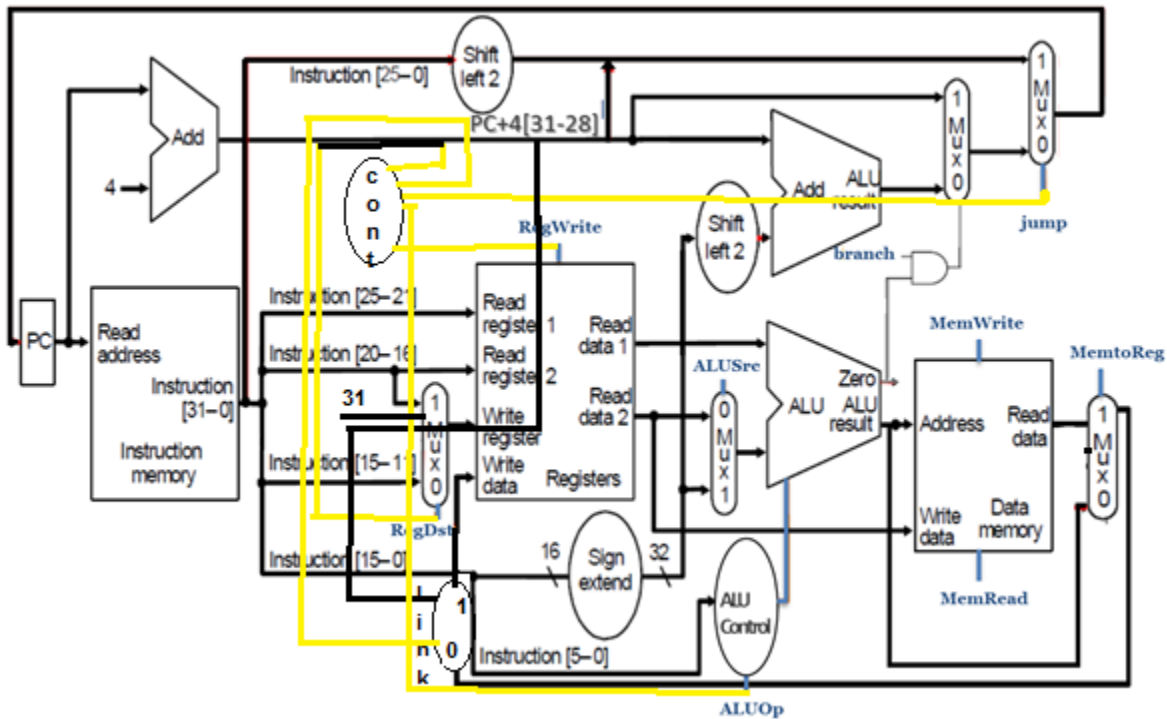 Shift
left 2
Instruction [25–0]
1
M
u
x
0
1
M
u
x
0
PC+4[31-28]
Add
4
c
o
n
t
Add
ALU
result
Shift
left 2
jump
RegWrite
branch
Instruction [25–21]
PC
Read
address
Instruction
[31–0]
Instruction
memory
Read
register 1
Read
data 1
Instruction [20–16]
Read
register 2
Read
data 2
MemWrite
MemtoReg
ALUSrc
Zero
ALU
ALU
result
31
1
M
u
x
0
0
M
u
x
1
Address
Read
data
1
M
u
x
0
Write
register
Instruction [15–11]
Write
data
Registers
Write
data
Data
memory
RegDst
Instruction [15–0]
16
Sign
extend
32
MemRead
ALU
Control
l
i
n
k
1
0
Instruction [5–0]
ALUOp